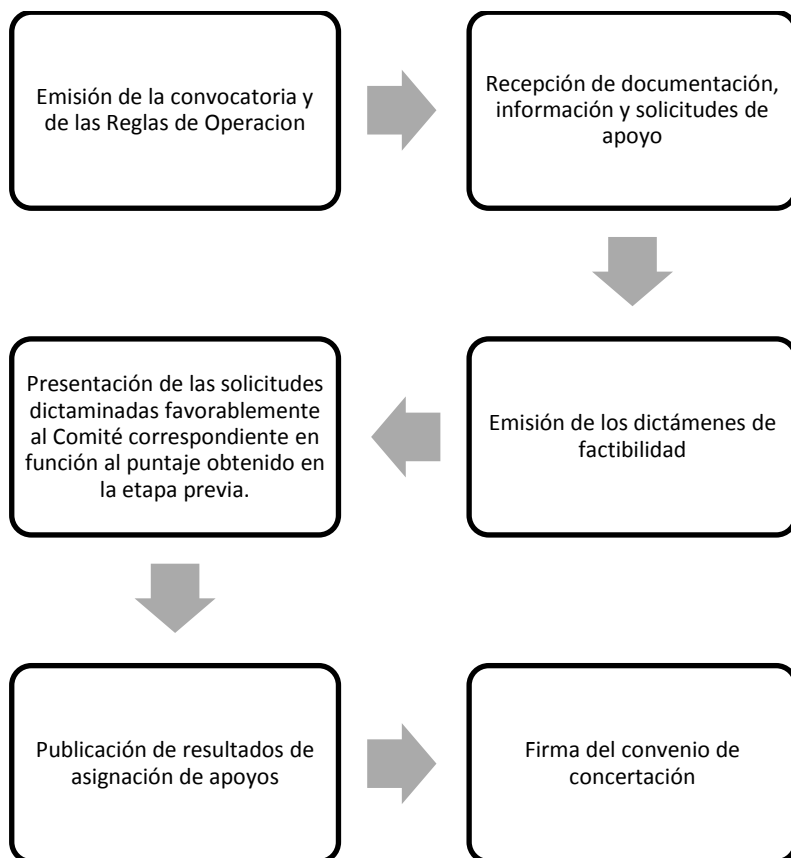 Emisión de la convocatoria y
de las Reglas de Operacion
Recepción de documentación,
información y solicitudes de
apoyo
Emisión de los dictámenes de
factibilidad
Presentación de las solicitudes
dictaminadas favorablemente
al Comité correspondiente en
función al puntaje obtenido en
la etapa previa.
Publicación de resultados de
asignación de apoyos
Firma del convenio de
concertación